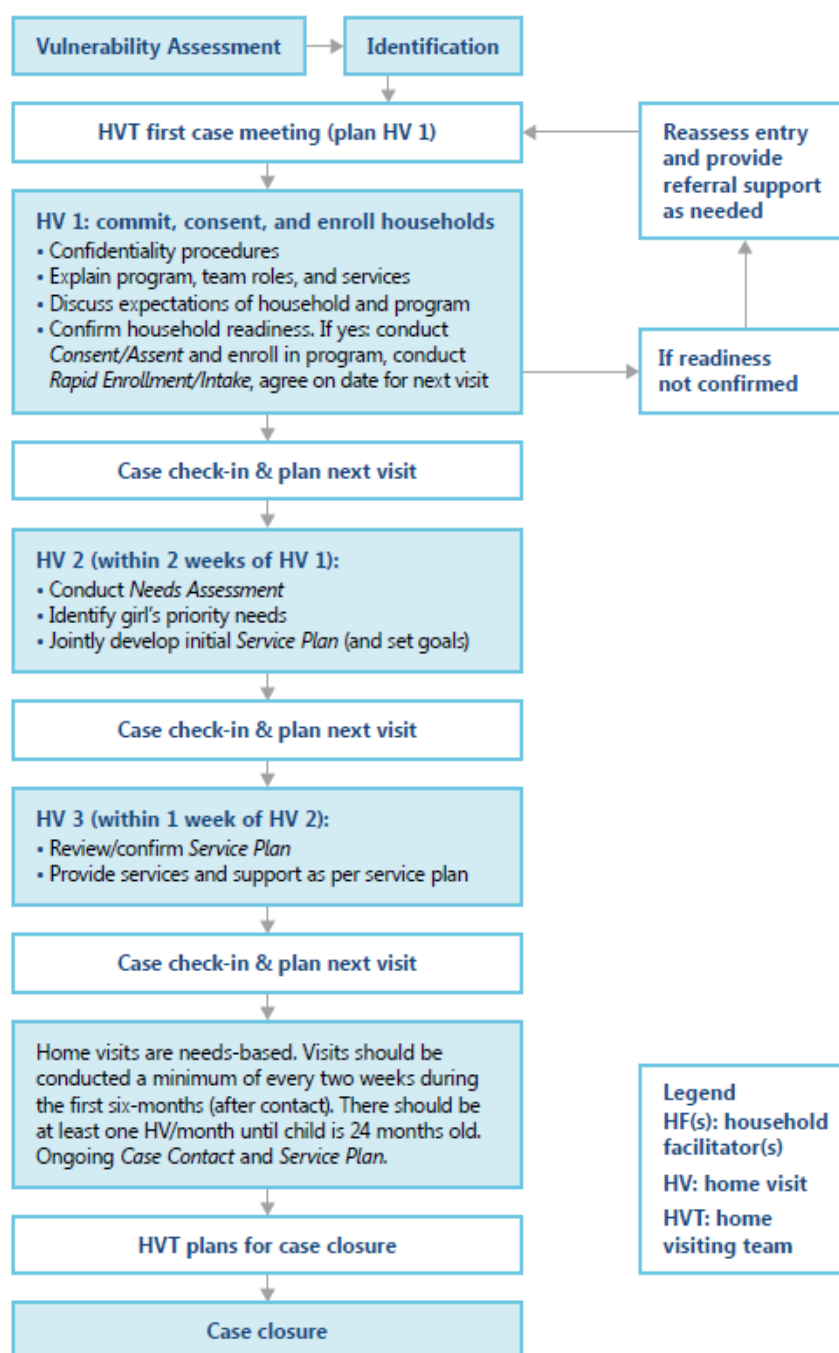 Vulnerability Assessment
Identification
HVT first case meeting (plan HV 1)
Reassess entry
and provide
referral support
as needed
HV 1: commit, consent, and enroll households
• Confidentiality procedures
• Explain program, team roles, and services
• Discuss expectations of household and program
• Confirm household readiness. If yes: conduct
Consent/Assent and enroll in program, conduct
Rapid Enrollment/Intake, agree on date for next visit
If readiness
not confirmed
Case check-in & plan next visit
HV 2 (within 2 weeks of HV 1):
• Conduct Needs Assessment
• Identify girl's priority needs
• Jointly develop initial Service Plan (and set goals)
Case check-in & plan next visit
HV 3 (within 1 week of HV 2):
• Review/confirm Service Plan
• Provide services and support as per service plan
Case check-in & plan next visit
Home visits are needs-based. Visits should be
conducted a minimum of every two weeks during
the first six-months (after contact). There should be
at least one HV/month until child is 24 months old.
Ongoing Case Contact and Service Plan.
HVT plans for case closure
Case closure
Legend
HF(s): household
facilitator(s)
HV: home visit
HVT: home
visiting team